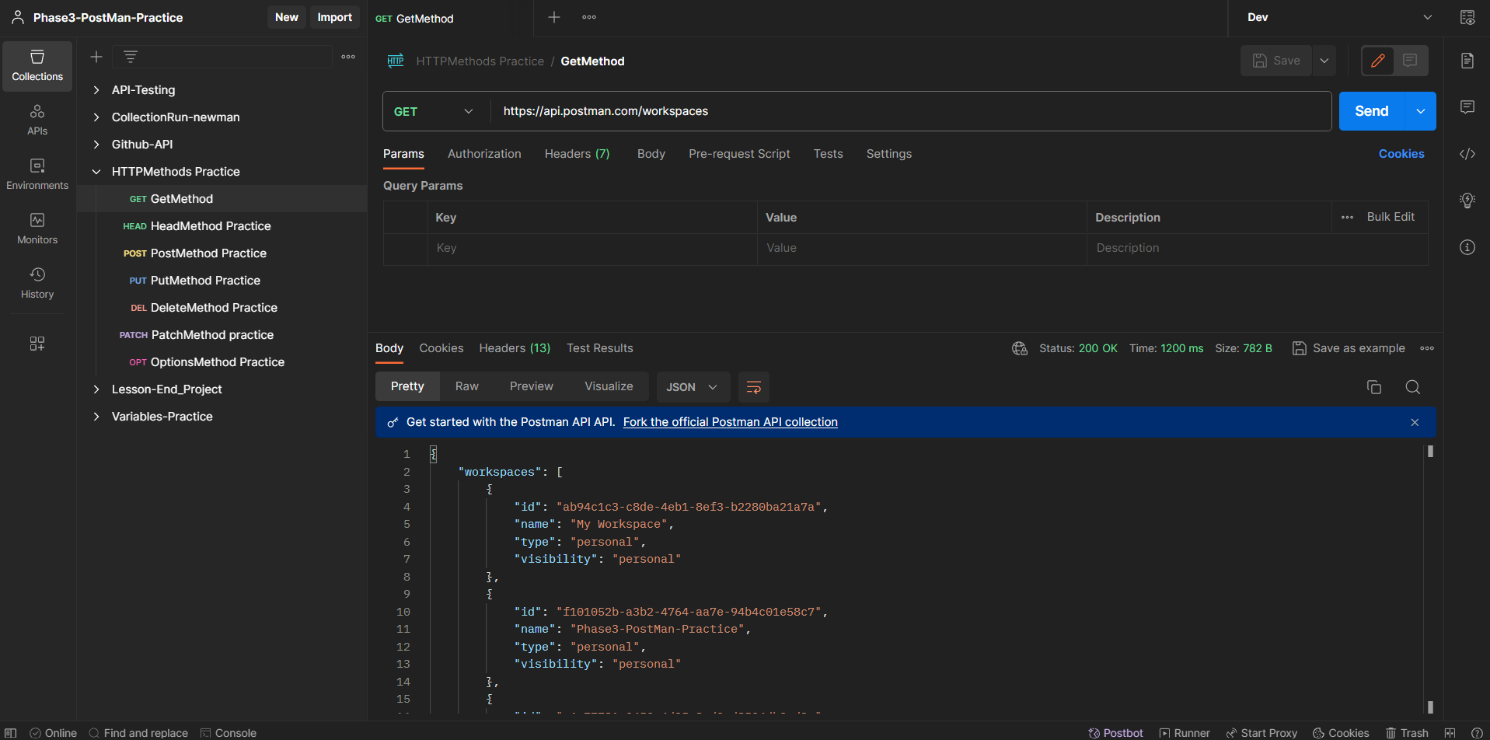 Phase3-PostMan-Practice New Import GET GetMethod Dev
Collections
APIs
Environments
Monitors
History
API-Testing
CollectionRun-newman
Github-API
HTTPMethods Practice
GET GetMethod
HEAD HeadMethod Practice
POST PostMethod Practice
PUT PutMethod Practice
DEL DeleteMethod Practice
PATCH PatchMethod practice
OPT OptionsMethod Practice
Lesson-End_Project
Variables-Practice
HTTP HTTPMethods Practice / GetMethod Save
GET https://api.postman.com/workspaces Send
Params Authorization Headers (7) Body Pre-request Script Tests Settings Cookies
Query Params
Key Value Description Bulk Edit
Key Value Description
Body Cookies Headers (13) Test Results Status: 200 OK Time: 1200 ms Size: 782 B Save as example
Pretty Raw Preview Visualize JSON
Get started with the Postman API API. Fork the official Postman API collection
1 {
2 "workspaces": [
3 {
4 "id": "ab94c1c3-c8de-4eb1-8ef3-b2280ba21a7a",
5 "name": "My Workspace",
6 "type": "personal",
7 "visibility": "personal"
8 },
9 {
10 "id": "f101052b-a3b2-4764-aa7e-94b4c01e58c7",
11 "name": "Phase3-PostMan-Practice",
12 "type": "personal",
13 "visibility": "personal"
14 },
15 {
Online Find and replace Console Postbot Runner Start Proxy Cookies Trash